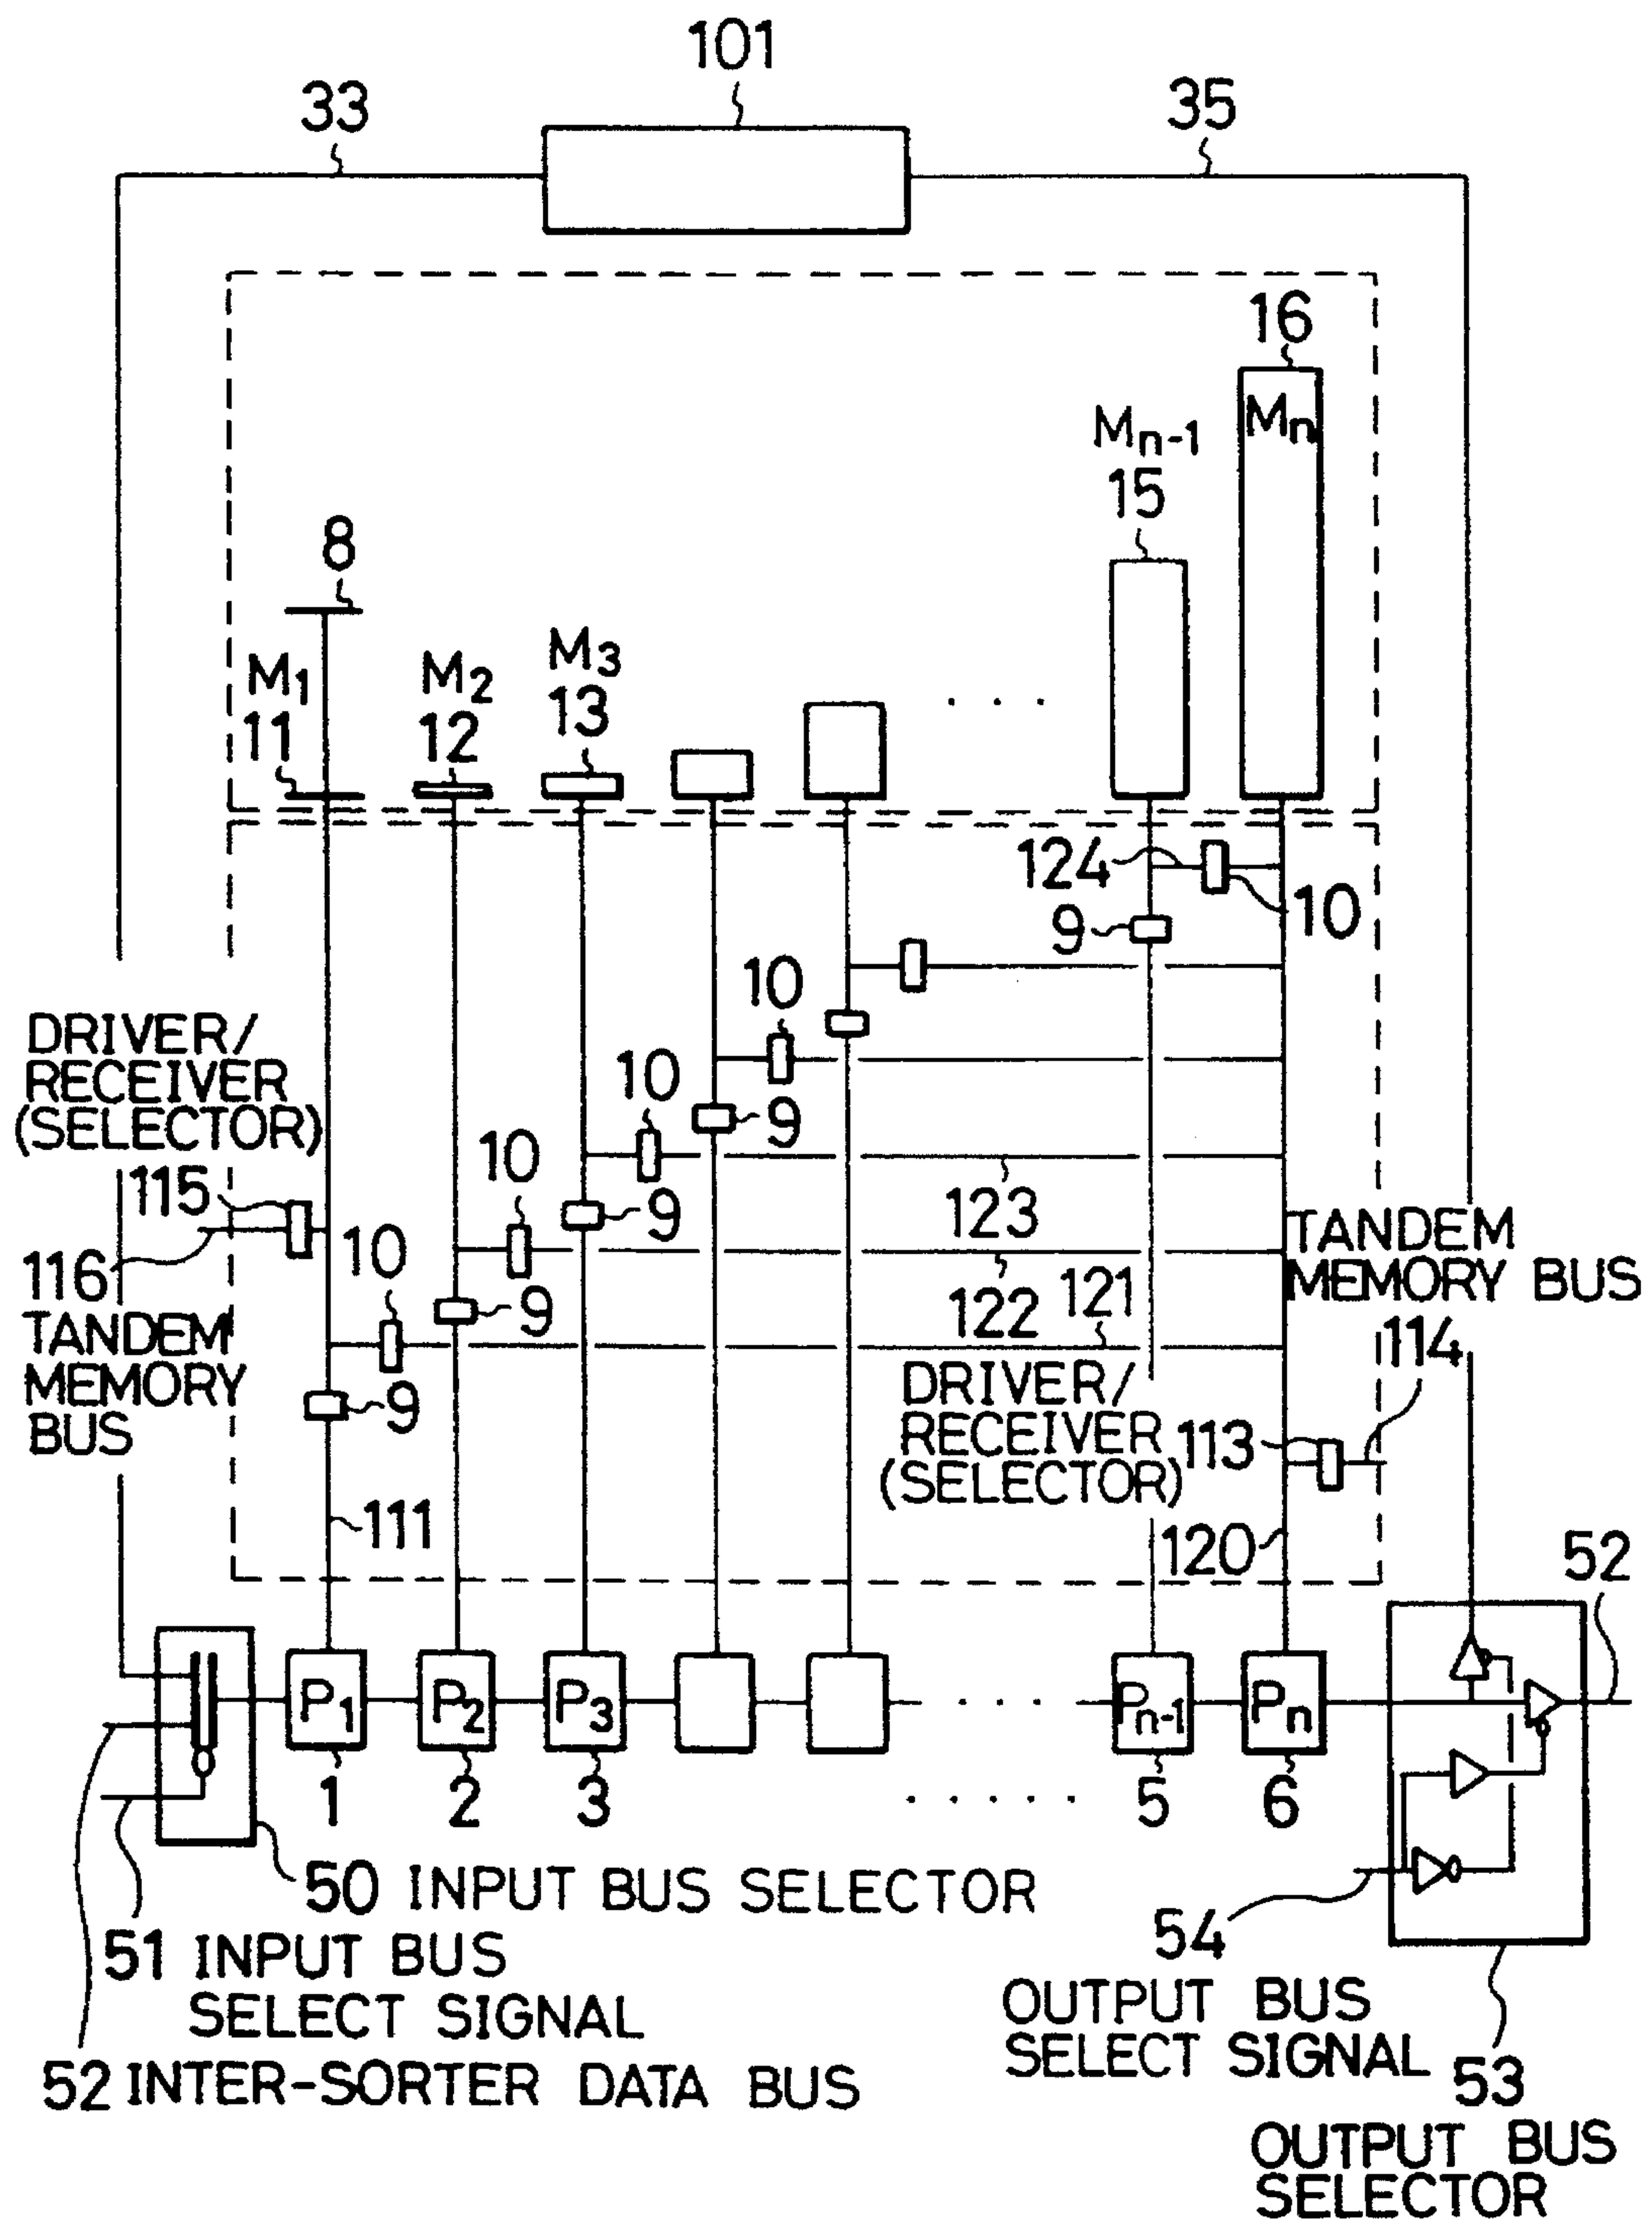 101
33
35
16
Mn
Mn-1
15
8
M1
11
M2
12
M3
13
124
10
9
10
DRIVER/
RECEIVER
(SELECTOR)
10
9
10
115
9
123
TANDEM
MEMORY BUS
116
10
9
122
121
114
TANDEM
MEMORY
BUS
9
DRIVER/
RECEIVER
(SELECTOR)
113
111
120
52
P1
P2
P3
Pn-1
Pn
1
2
3
5
6
50 INPUT BUS SELECTOR
51 INPUT BUS
SELECT SIGNAL
52 INTER-SORTER DATA BUS
54
OUTPUT BUS
SELECT SIGNAL
53
OUTPUT BUS
SELECTOR